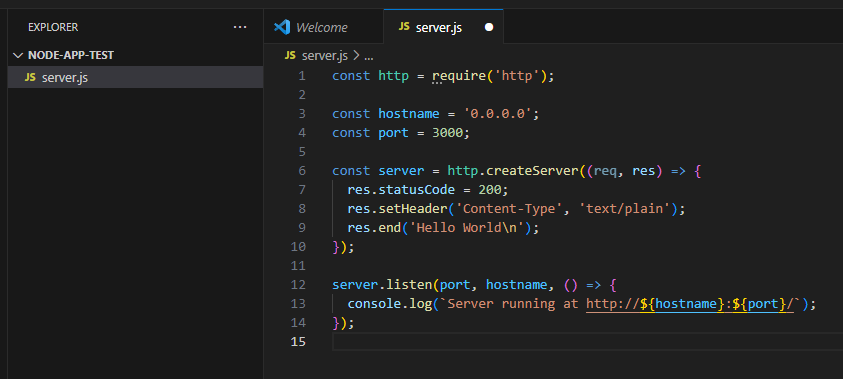 EXPLORER ...
Welcome
JS server.js
NODE-APP-TEST
JS server.js
JS server.js > ...
1 const http = require('http');
2
3 const hostname = '0.0.0.0';
4 const port = 3000;
5
6 const server = http.createServer((req, res) => {
7   res.statusCode = 200;
8   res.setHeader('Content-Type', 'text/plain');
9   res.end('Hello World\n');
10 });
11
12 server.listen(port, hostname, () => {
13   console.log(`Server running at http://${hostname}:${port}/`);
14 });
15